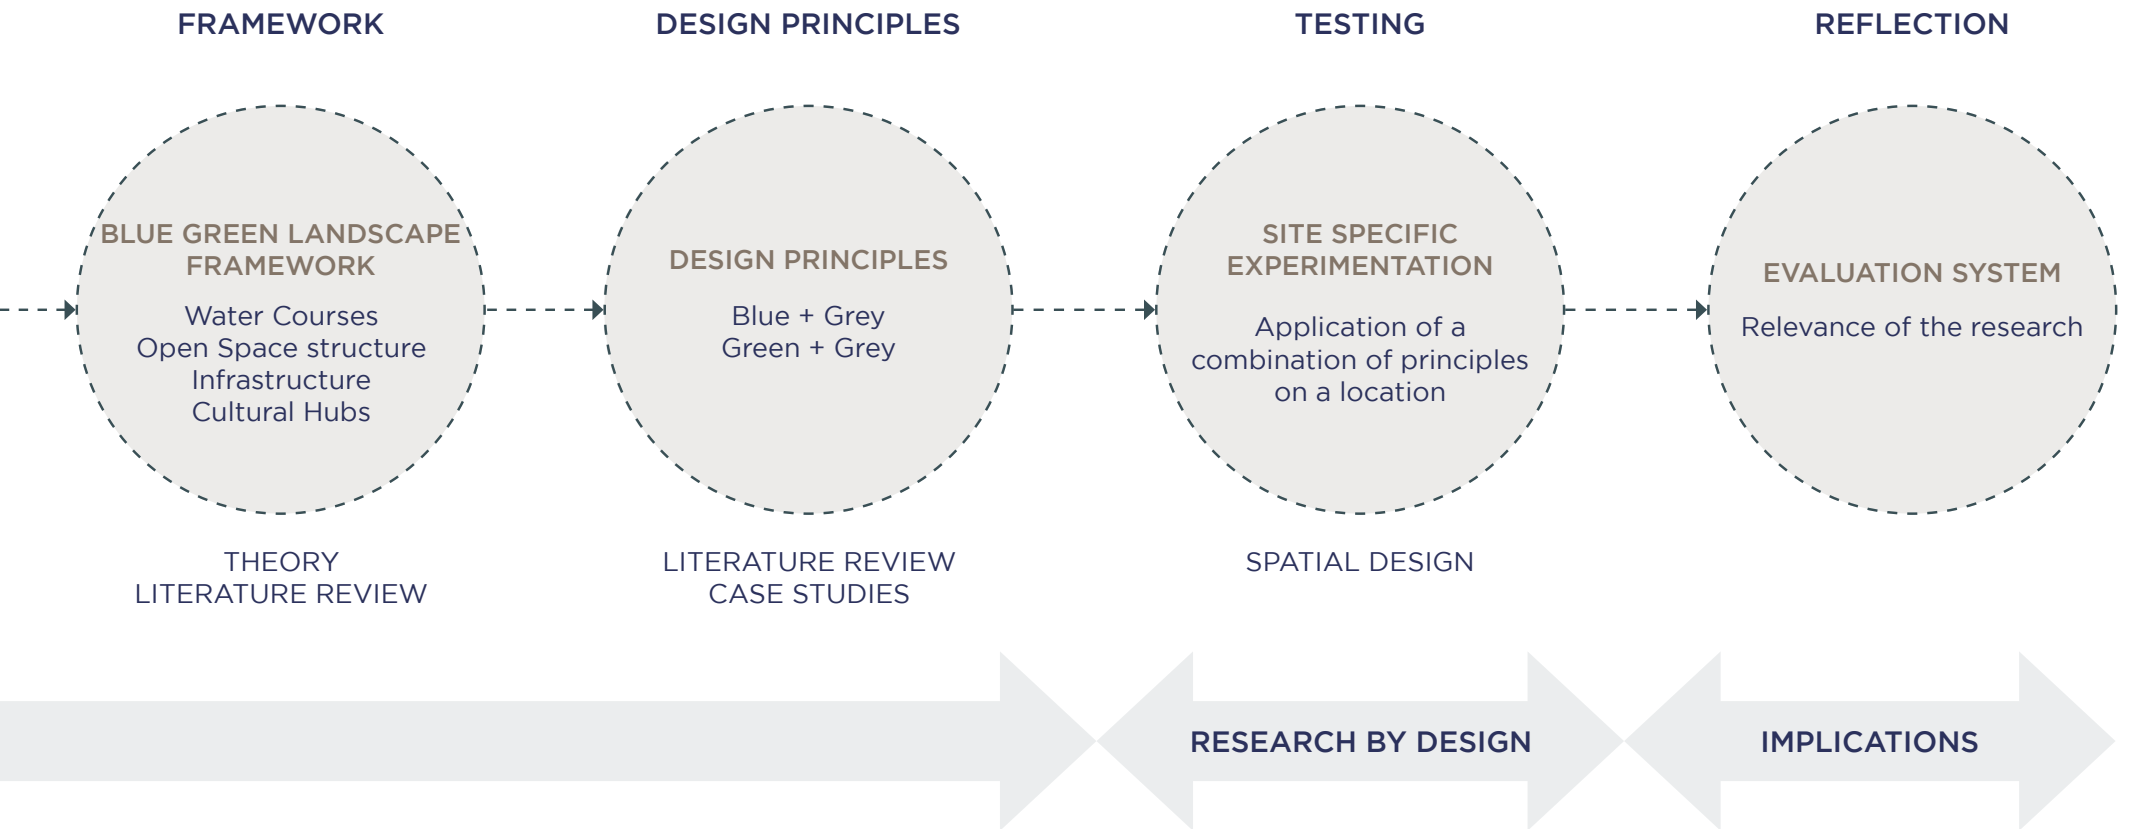 FRAMEWORK
DESIGN PRINCIPLES
TESTING
REFLECTION
BLUE GREEN LANDSCAPE
FRAMEWORK
Water Courses
Open Space structure
Infrastructure
Cultural Hubs
DESIGN PRINCIPLES
Blue + Grey
Green + Grey
SITE SPECIFIC
EXPERIMENTATION
Application of a
combination of principles
on a location
EVALUATION SYSTEM
Relevance of the research
THEORY
LITERATURE REVIEW
LITERATURE REVIEW
CASE STUDIES
SPATIAL DESIGN
RESEARCH BY DESIGN
IMPLICATIONS